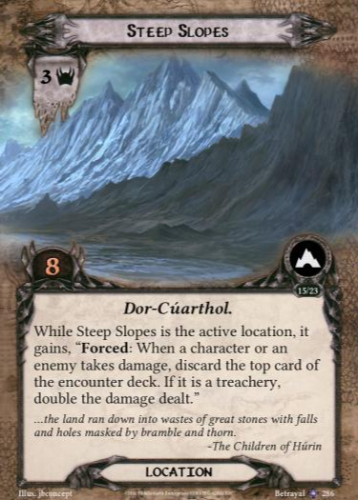 STEEP SLOPES
3
8
15/23
Dor-Cúarthol.
While Steep Slopes is the active location, it
gains, “Forced: When a character or an
enemy takes damage, discard the top card of
the encounter deck. If it is a treachery,
double the damage dealt.”
...the land ran down into wastes of great stones with falls
and holes masked by bramble and thorn.
-The Children of Húrin
Illus. jbconcept
LOCATION
Betrayal 286